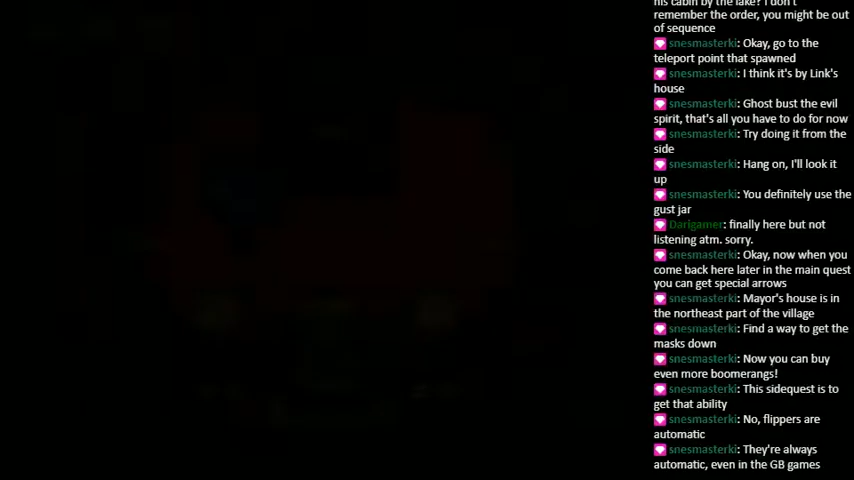 his cabin by the lake? I don't
remember the order, you might be out
of sequence
snesmasterki: Okay, go to the
teleport point that spawned
snesmasterki: I think it's by Link's
house
snesmasterki: Ghost bust the evil
spirit, that's all you have to do for now
snesmasterki: Try doing it from the
side
snesmasterki: Hang on, I'll look it
up
snesmasterki: You definitely use the
gust jar
Darigamer: finally here but not
listening atm. sorry.
snesmasterki: Okay, now when you
come back here later in the main quest
you can get special arrows
snesmasterki: Mayor's house is in
the northeast part of the village
snesmasterki: Find a way to get the
masks down
snesmasterki: Now you can buy
even more boomerangs!
snesmasterki: This sidequest is to
get that ability
snesmasterki: No, flippers are
automatic
snesmasterki: They're always
automatic, even in the GB games